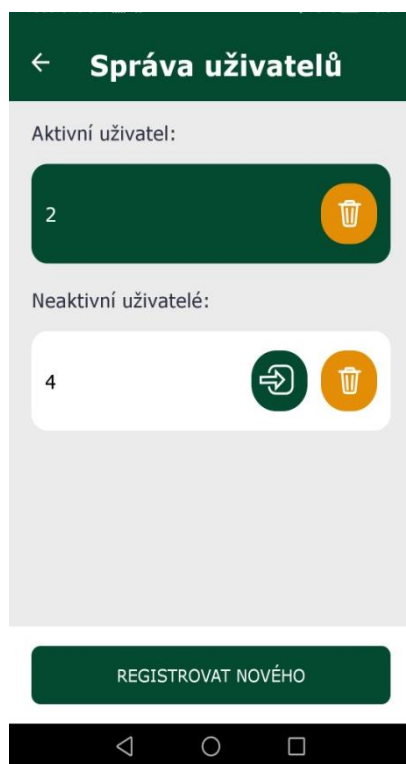 Správa uživatelů
Aktivní uživatel:
2
Neaktivní uživatelé:
4
REGISTROVAT NOVÉHO